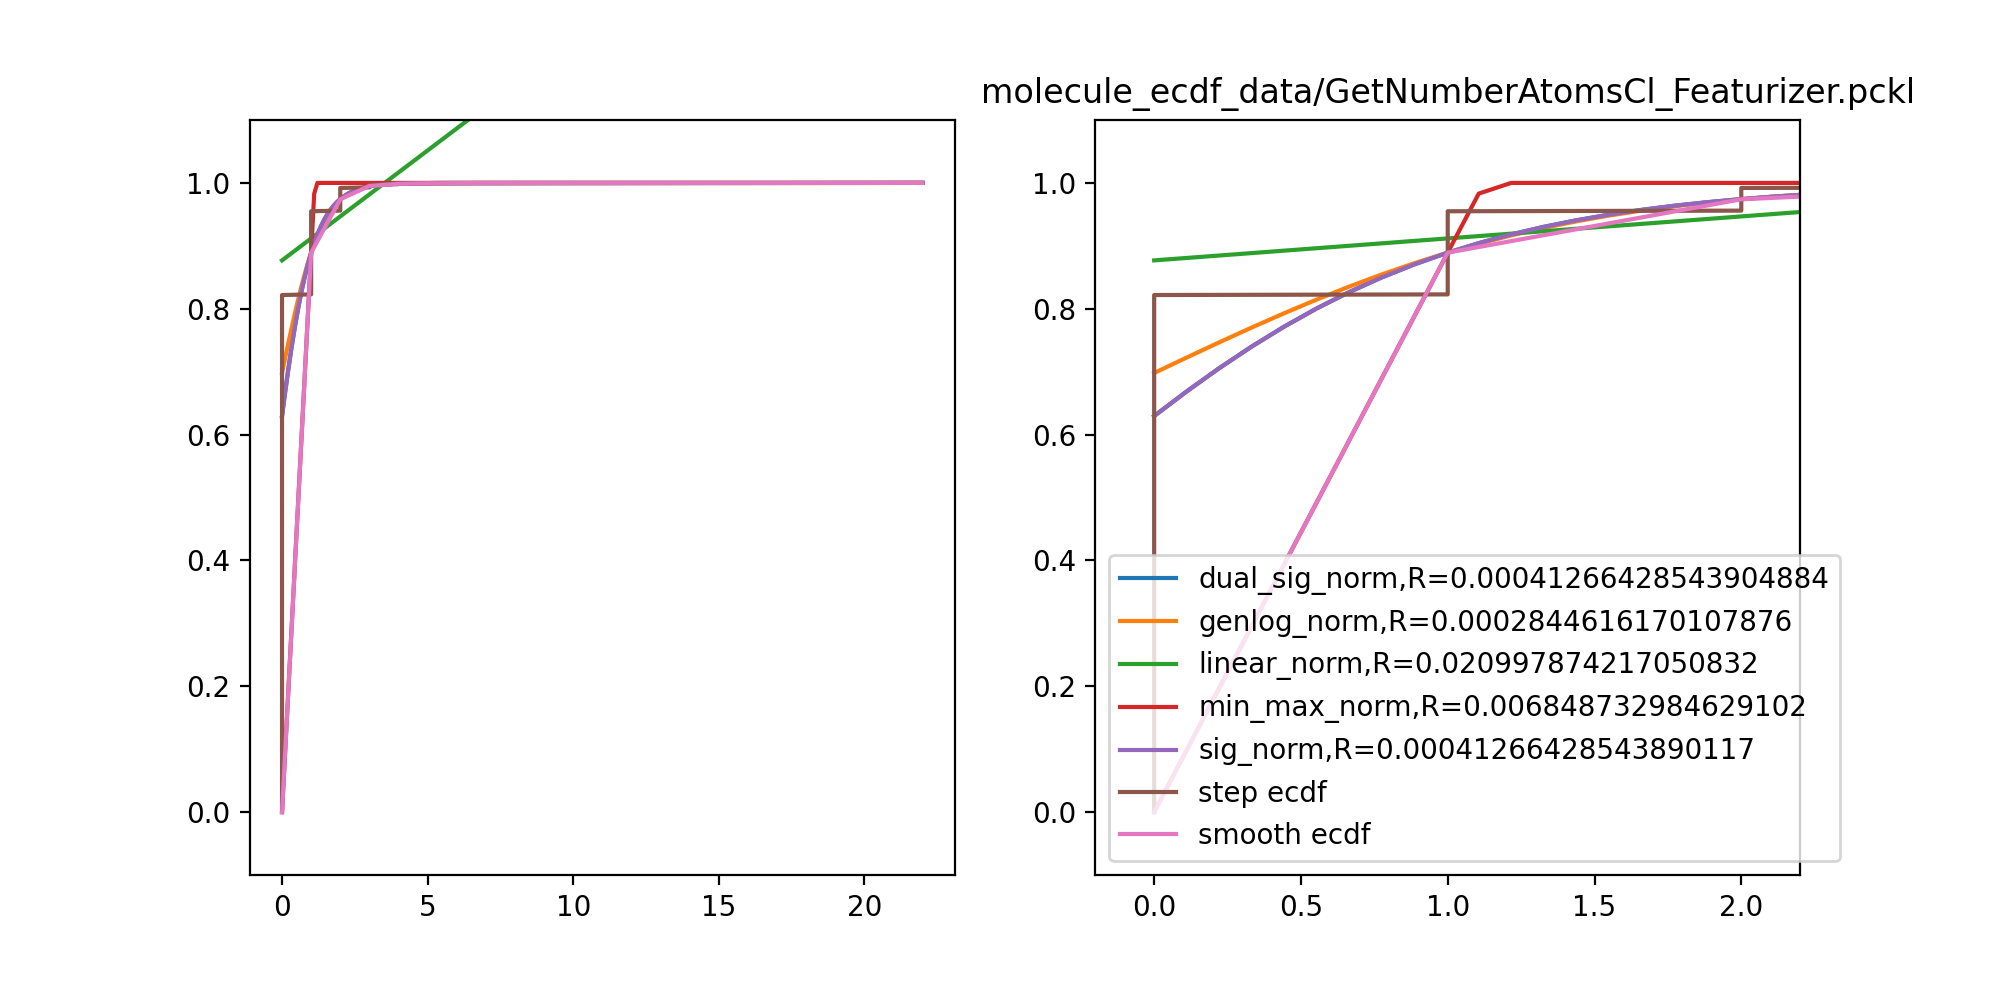 molecule_ecdf_data/GetNumberAtomsCl_Featurizer.pckl
1.0
0.8
0.6
0.4
0.2
0.0
0 5 10 15 20
1.0
0.8
0.6
0.4
0.2
0.0
0.0 0.5 1.0 1.5 2.0
dual_sig_norm,R=0.00041266428543904884
genlog_norm,R=0.0002844616170107876
linear_norm,R=0.020997874217050832
min_max_norm,R=0.006848732984629102
sig_norm,R=0.00041266428543890117
step ecdf
smooth ecdf